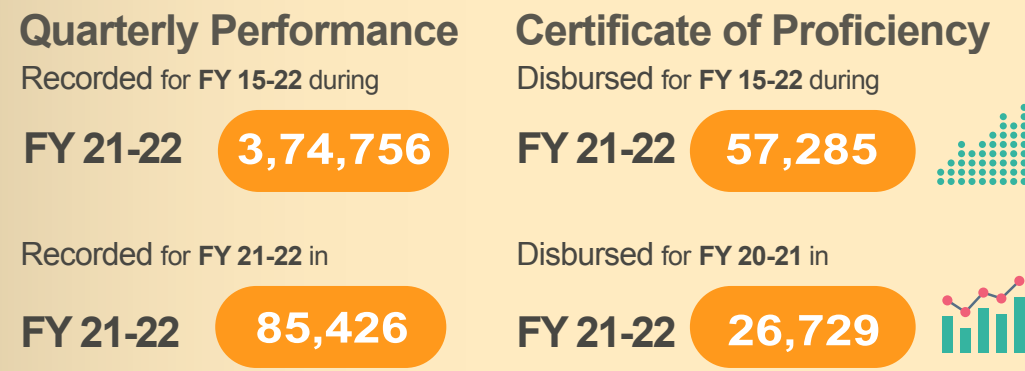 Quarterly Performance
Recorded for FY 15-22 during
FY 21-22 3,74,756
Recorded for FY 21-22 in
FY 21-22 85,426
Certificate of Proficiency
Disbursed for FY 15-22 during
FY 21-22 57,285
Disbursed for FY 20-21 in
FY 21-22 26,729